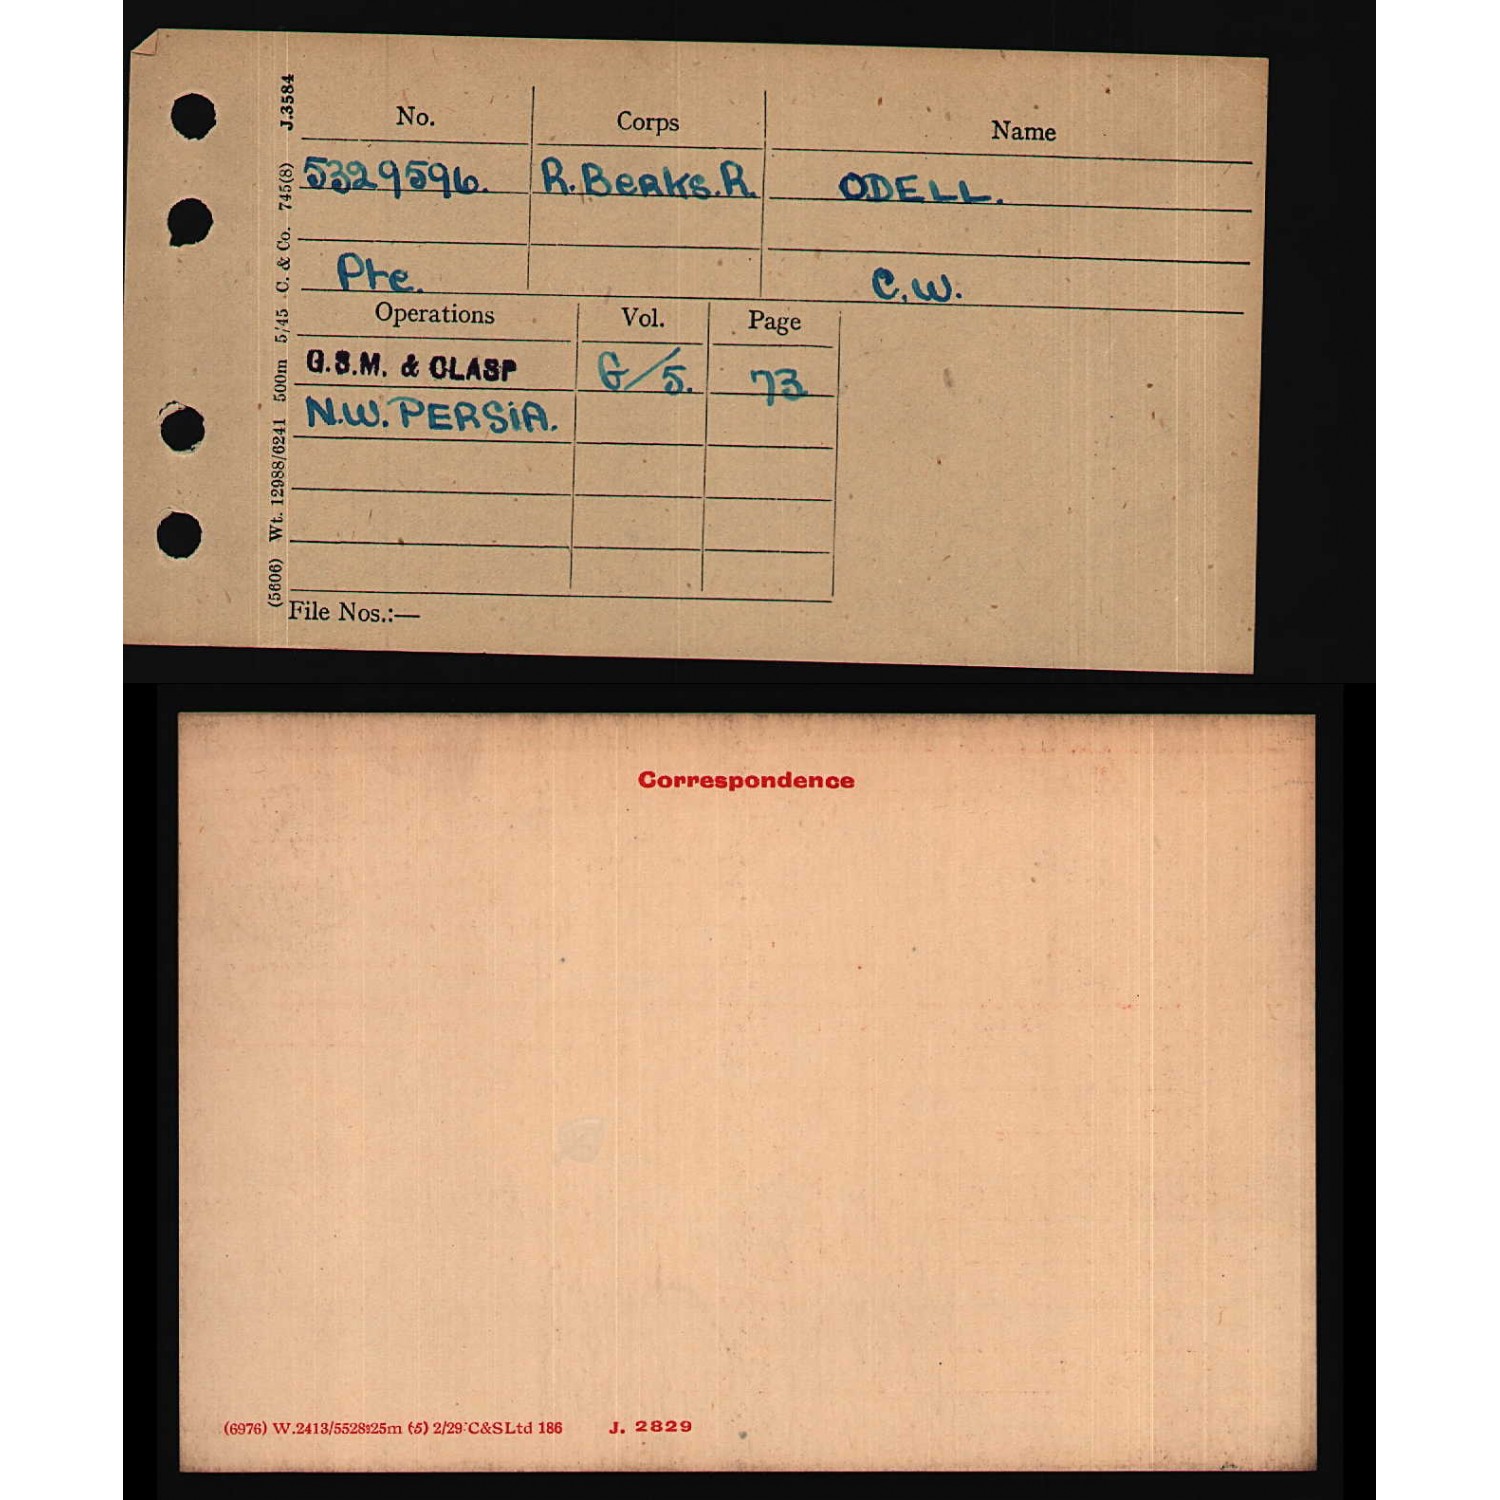 No. Corps Name
5329596. R. Berks. R. ODELL.
Pte. C.W.
Operations Vol. Page
G.S.M. & CLASP G/5. 73
N.W. PERSIA.
File Nos.:—
(5606) Wt. 12988/6241 500m 5/45 C. & Co. 745(8) J.3584
Correspondence
(6976) W.2413/5528 25m (5) 2/29 C&S Ltd 186 J. 2829